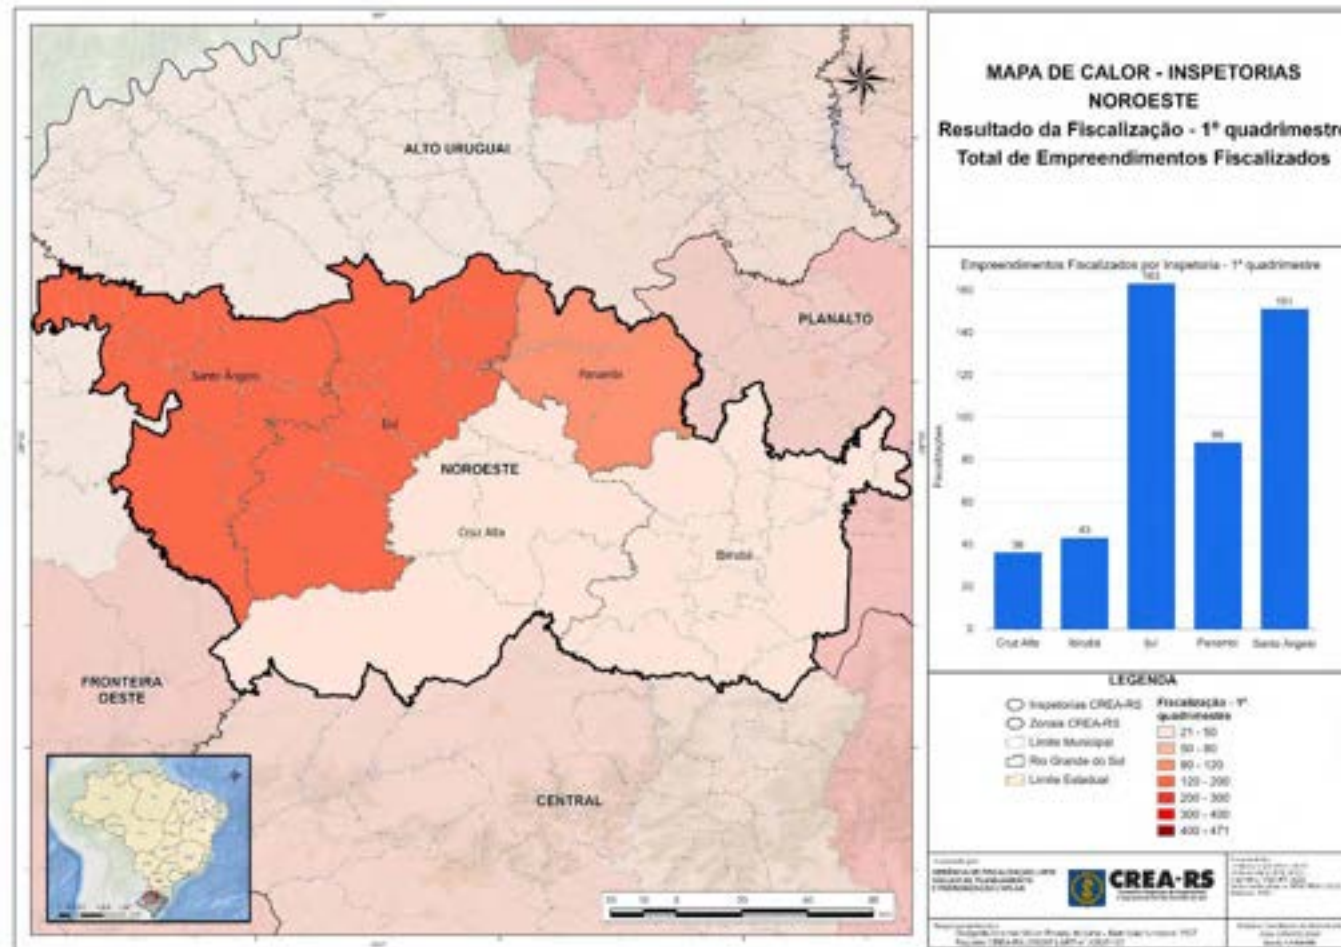 MAPA DE CALOR - INSPETORIAS
NOROESTE
Resultado da Fiscalização - 1º quadrimestre
Total de Empreendimentos Fiscalizados
ALTO URUGUAI
PLANALTO
Santo Ângelo
Ijuí
Panambi
NOROESTE
Cruz Alta
Ibirubá
FRONTEIRA
OESTE
CENTRAL
Empreendimentos Fiscalizados por Inspetoria - 1º quadrimestre
Fiscalizações
160
140
120
100
80
60
40
20
0
36
43
163
88
151
Cruz Alta
Ibirubá
Ijuí
Panambi
Santo Ângelo
LEGENDA
Inspetorias CREA-RS
Zonais CREA-RS
Limite Municipal
Rio Grande do Sul
Limite Estadual
Fiscalização - 1º
quadrimestre
21 - 50
50 - 80
80 - 120
120 - 200
200 - 300
300 - 400
400 - 471
CREA-RS